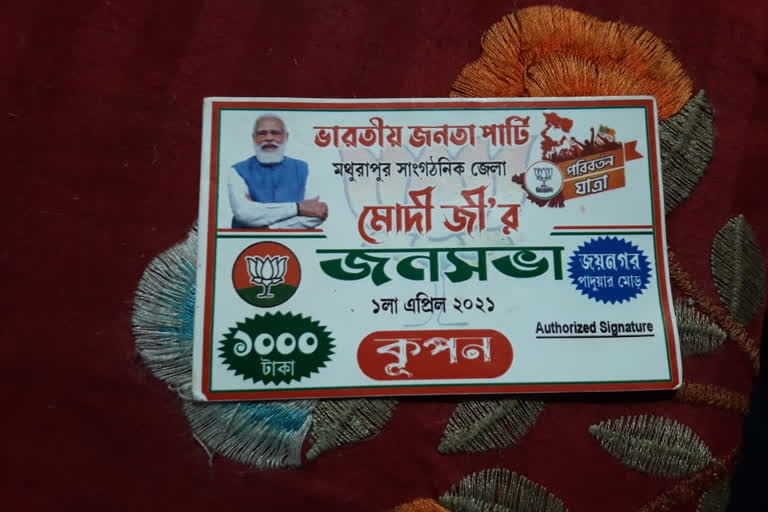 ভারতীয় জনতা পার্টি
মথুরাপুর সাংগঠনিক জেলা
পরিবর্তন
যাত্রা
মোদী জী'র
জনসভা
জয়নগর
পাদুয়ার মোড়
১লা এপ্রিল ২০২১
১০০০
টাকা
কূপন
Authorized Signature